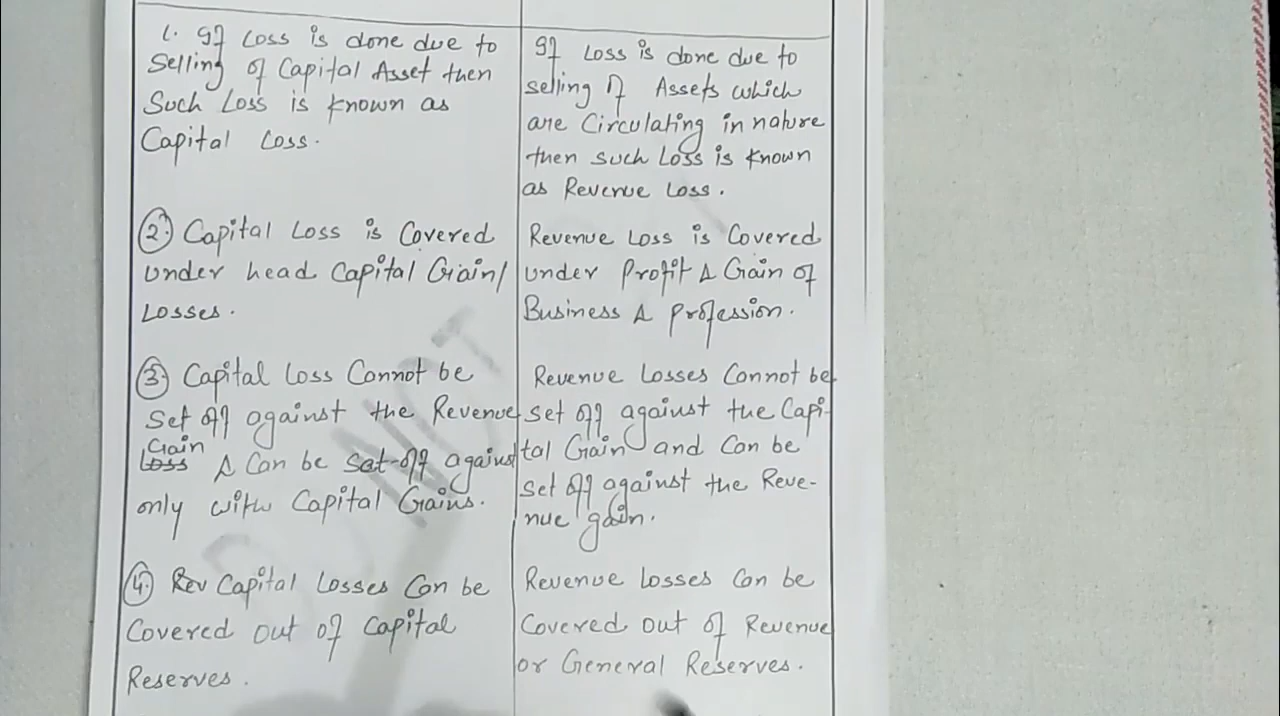 1. If Loss is done due to
Selling of Capital Asset then
Such Loss is known as
Capital Loss.
If Loss is done due to
selling of Assets which
are Circulating in nature
then such Loss is known
as Revenue Loss.
2. Capital Loss is Covered
under head Capital Gain/
Losses.
Revenue Loss is Covered
under Profit & Gain of
Business & profession.
3. Capital Loss Cannot be
Set off against the Revenue
Gain
Loss & Can be set-off against
only with Capital Gains.
Revenue Losses Cannot be
set off against the Capi-
tal Gain and Can be
set off against the Reve-
nue gain.
4. Rev Capital Losses Can be
Covered out of capital
Reserves.
Revenue losses Can be
Covered out of Revenue
or General Reserves.